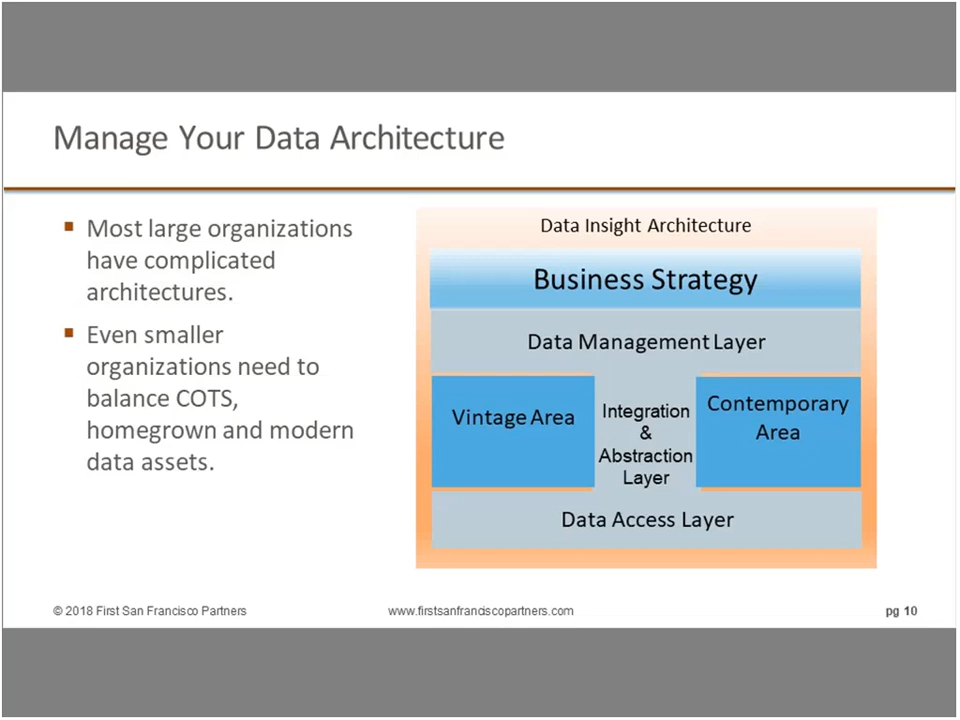 Manage Your Data Architecture
Most large organizations
have complicated
architectures.
Even smaller
organizations need to
balance COTS,
homegrown and modern
data assets.
Data Insight Architecture
Business Strategy
Data Management Layer
Vintage Area
Integration
&
Abstraction
Layer
Contemporary
Area
Data Access Layer
© 2018 First San Francisco Partners
www.firstsanfranciscopartners.com
pg 10